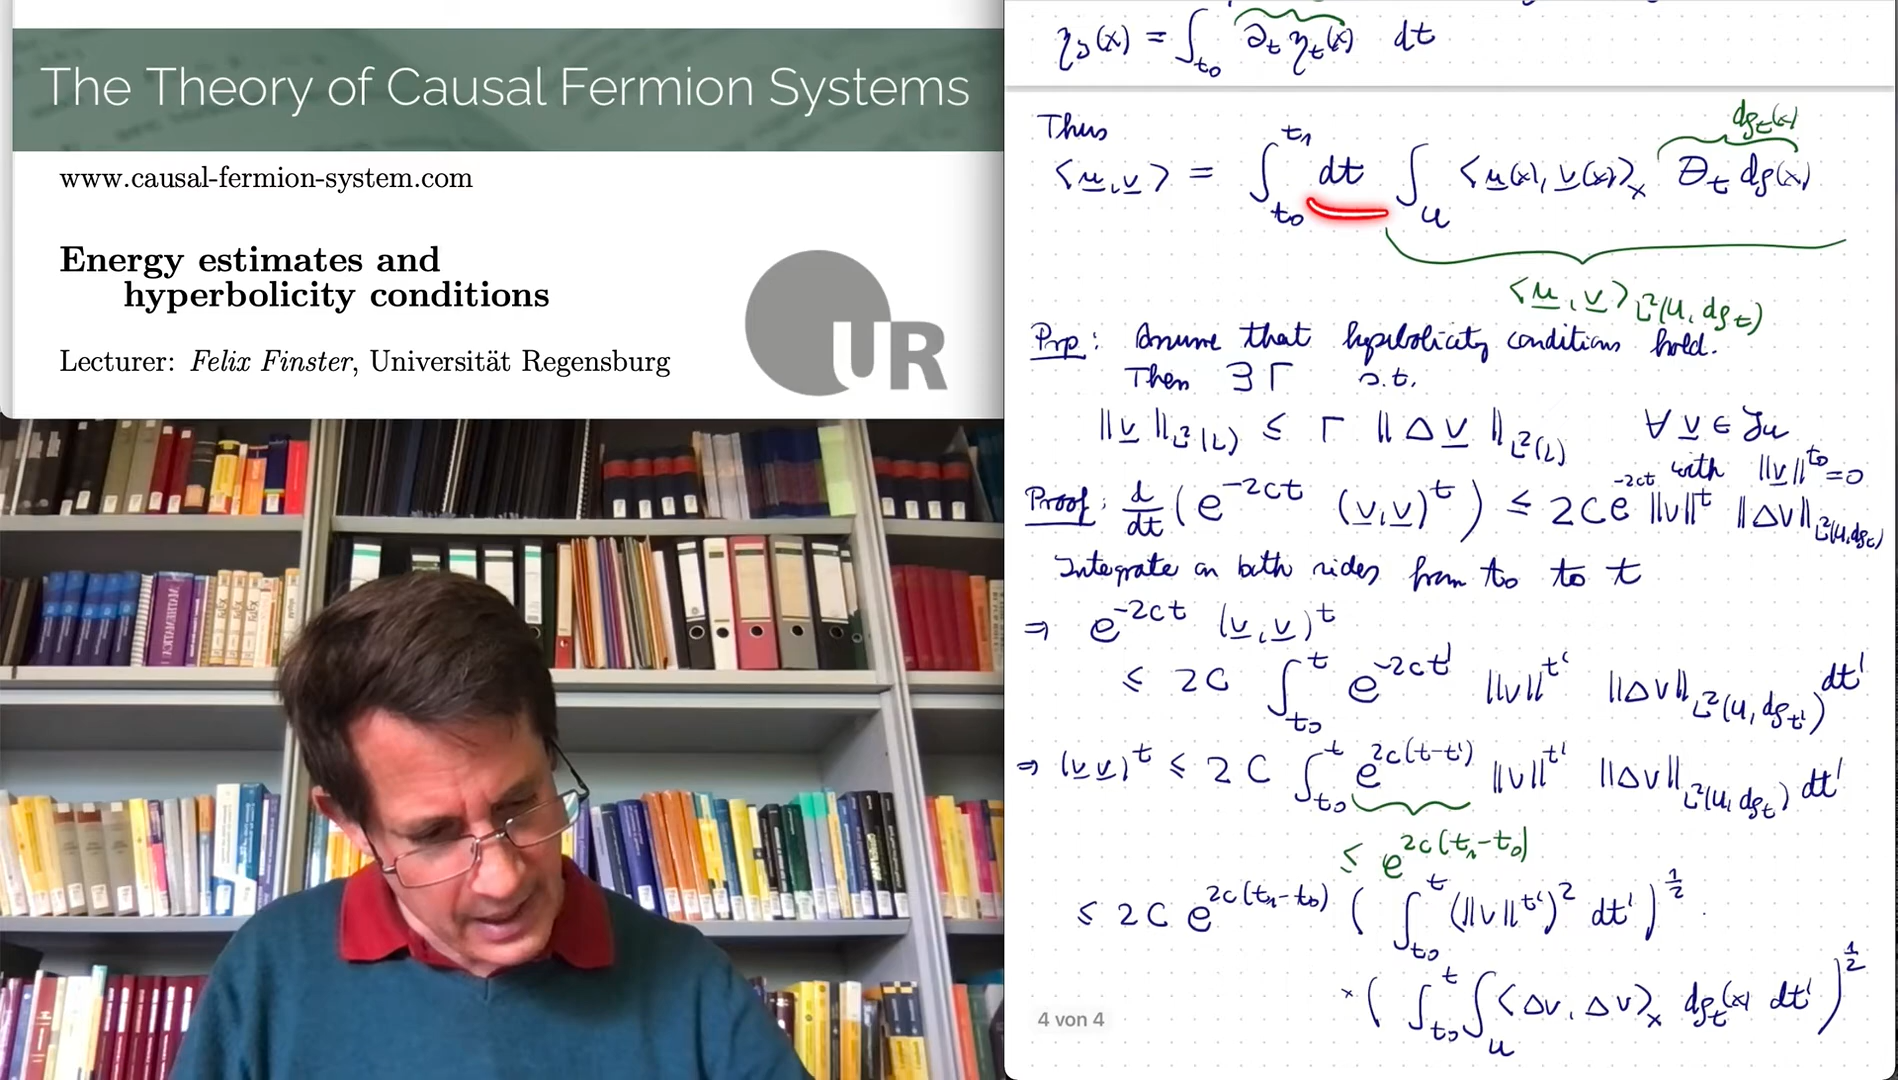 The Theory of Causal Fermion Systems
www.causal-fermion-system.com
Energy estimates and
hyperbolicity conditions
Lecturer: Felix Finster, Universität Regensburg
UR
η_s(x) = ∫_{t₀} ∂_t η_t(x) dt
Thus
dρ_t(x)
<u, v> = ∫_{t₀}^{t₁} dt ∫_U <u(x), v(x)>_x θ_t dρ(x)
<u, v>_{L²(U, dρ_t)}
Prp: Assume that hyperbolicity conditions hold.
Then ∃ Γ s.t.
||v||_{L²(L)} ≤ Γ ||Δv||_{L²(L)} ∀ v ∈ J_U
with ||v||^{t₀} = 0
Proof: d/dt (e^{-2ct} (v, v)^t) ≤ 2C e^{-2ct} ||v||^t ||Δv||_{L²(U, dρ_t)}
Integrate on both sides from t₀ to t
⇒ e^{-2ct} (v, v)^t
≤ 2C ∫_{t₀}^t e^{-2ct'} ||v||^{t'} ||Δv||_{L²(U, dρ_{t'})} dt'
⇒ (v v)^t ≤ 2C ∫_{t₀}^t e^{2c(t-t')} ||v||^{t'} ||Δv||_{L²(U, dρ_t)} dt'
≤ e^{2c(t₁-t₀)}
≤ 2C e^{2c(t₁-t₀)} (∫_{t₀}^t (||v||^{t'})² dt')^{1/2}
× (∫_{t₀}^t ∫_U <Δv, Δv>_x dρ_t(x) dt')^{1/2}
4 von 4